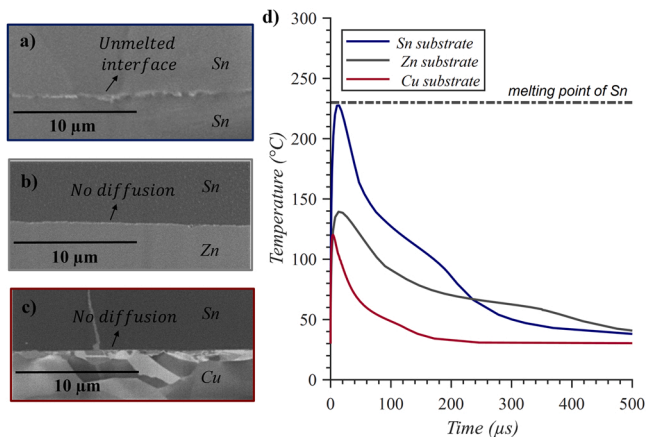 a)
Unmelted
interface
Sn
10 µm
Sn
b)
No diffusion
Sn
10 µm
Zn
c)
No diffusion
Sn
10 µm
Cu
d)
300
250
200
150
100
50
0
Temperature (°C)
Sn substrate
Zn substrate
Cu substrate
melting point of Sn
0 100 200 300 400 500
Time (µs)